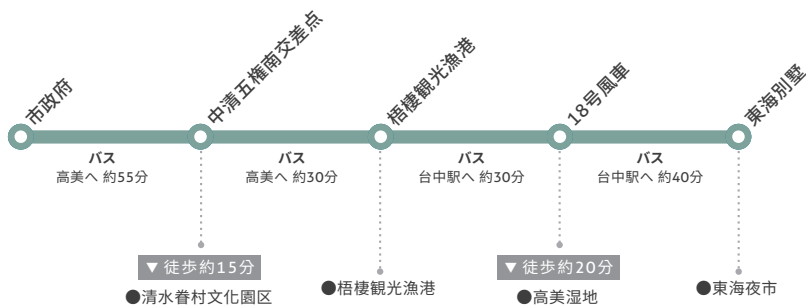 市政府
中清五権南交差点
梧棲観光漁港
18号風車
東海別墅
バス
高美へ 約55分
バス
高美へ 約30分
バス
台中駅へ 約30分
バス
台中駅へ 約40分
▼ 徒歩約15分
●清水眷村文化園区
●梧棲観光漁港
▼ 徒歩約20分
●高美湿地
●東海夜市